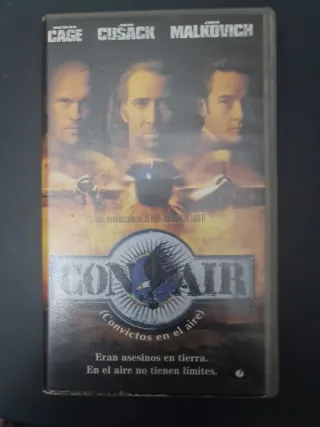 CAGE CUSACK MALKOVICH
CON AIR
(Convictos en el aire)
Eran asesinos en tierra.
En el aire no tienen límites.